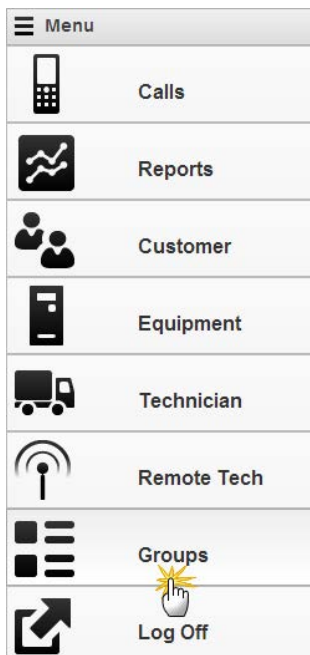 Menu
Calls
Reports
Customer
Equipment
Technician
Remote Tech
Groups
Log Off